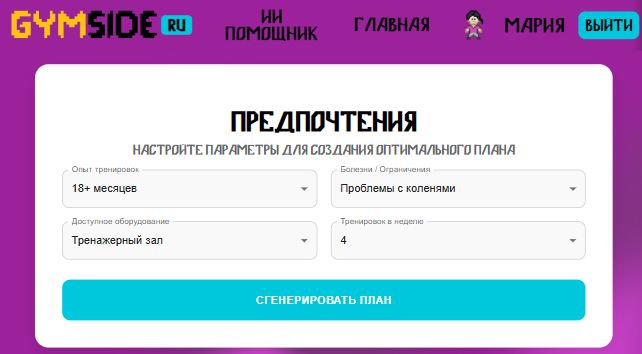 GYMSIDE RU
ИИ
ПОМОЩНИК
ГЛАВНАЯ
МАРИЯ
ВЫЙТИ
ПРЕДПОЧТЕНИЯ
НАСТРОЙТЕ ПАРАМЕТРЫ ДЛЯ СОЗДАНИЯ ОПТИМАЛЬНОГО ПЛАНА
Опыт тренировок
18+ месяцев
Болезни / Ограничения
Проблемы с коленями
Доступное оборудование
Тренажерный зал
Тренировок в неделю
4
СГЕНЕРИРОВАТЬ ПЛАН